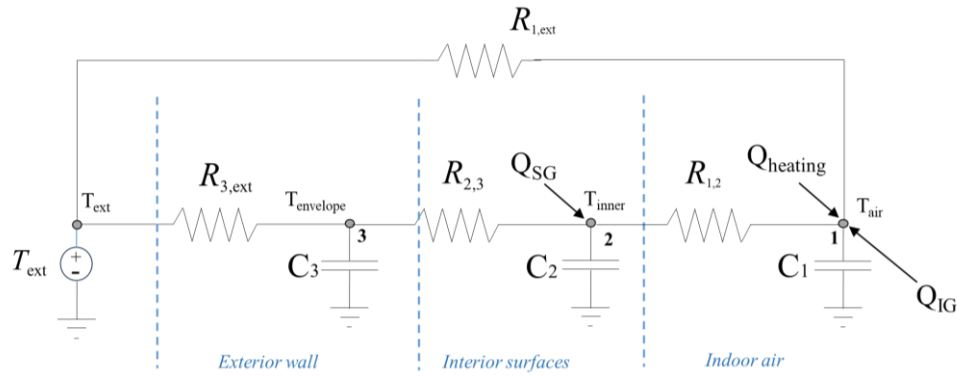 R1,ext
R3,ext
R2,3
QSG
R1,2
Qheating
Text
Tenvelope
Tinner
Tair
3
2
1
Text
+
-
C3
C2
C1
QIG
Exterior wall
Interior surfaces
Indoor air